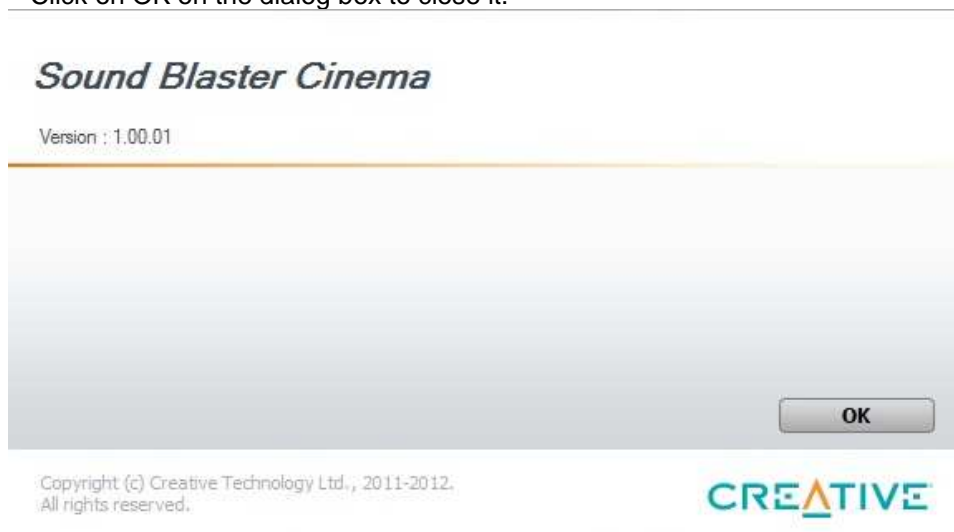 Click on OK on the dialog box to close it.
Sound Blaster Cinema
Version : 1.00.01
OK
Copyright (c) Creative Technology Ltd., 2011-2012.
All rights reserved.
CREATIVE